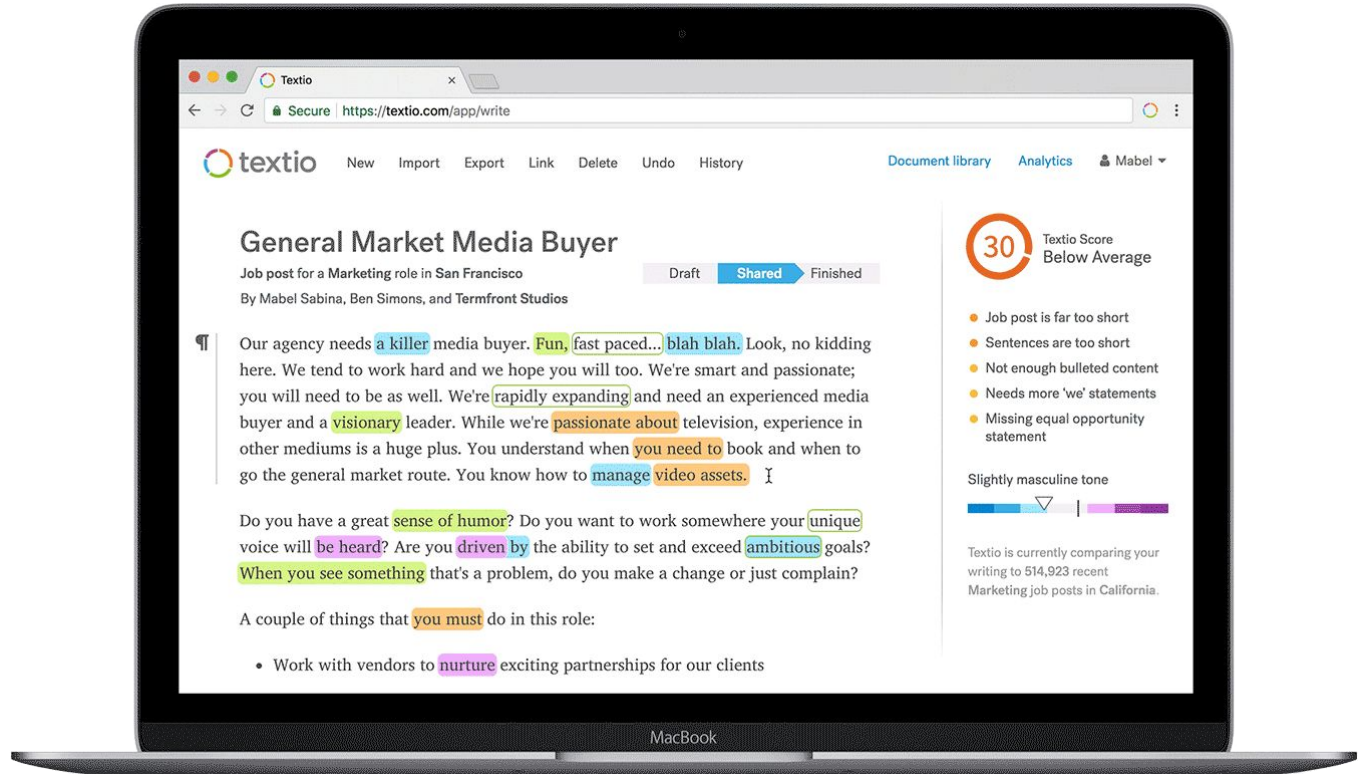 Textio
Secure https://textio.com/app/write
textio New Import Export Link Delete Undo History Document library Analytics Mabel
General Market Media Buyer
Job post for a Marketing role in San Francisco
Draft Shared Finished
By Mabel Sabina, Ben Simons, and Termfront Studios
¶ Our agency needs a killer media buyer. Fun, fast paced... blah blah. Look, no kidding
here. We tend to work hard and we hope you will too. We're smart and passionate;
you will need to be as well. We're rapidly expanding and need an experienced media
buyer and a visionary leader. While we're passionate about television, experience in
other mediums is a huge plus. You understand when you need to book and when to
go the general market route. You know how to manage video assets.
Do you have a great sense of humor? Do you want to work somewhere your unique
voice will be heard? Are you driven by the ability to set and exceed ambitious goals?
When you see something that's a problem, do you make a change or just complain?
A couple of things that you must do in this role:
• Work with vendors to nurture exciting partnerships for our clients
30
Textio Score
Below Average
Job post is far too short
Sentences are too short
Not enough bulleted content
Needs more 'we' statements
Missing equal opportunity
statement
Slightly masculine tone
Textio is currently comparing your
writing to 514,923 recent
Marketing job posts in California.
MacBook